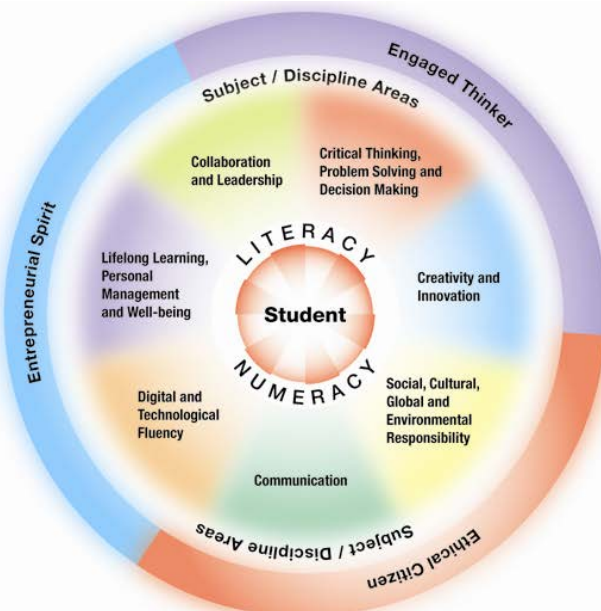 Engaged Thinker
Subject / Discipline Areas
Collaboration
and Leadership
Critical Thinking,
Problem Solving and
Decision Making
Entrepreneurial Spirit
Lifelong Learning,
Personal
Management
and Well-being
LITERACY
Student
NUMERACY
Creativity and
Innovation
Digital and
Technological
Fluency
Social, Cultural,
Global and
Environmental
Responsibility
Communication
Subject / Discipline Areas
Ethical Citizen